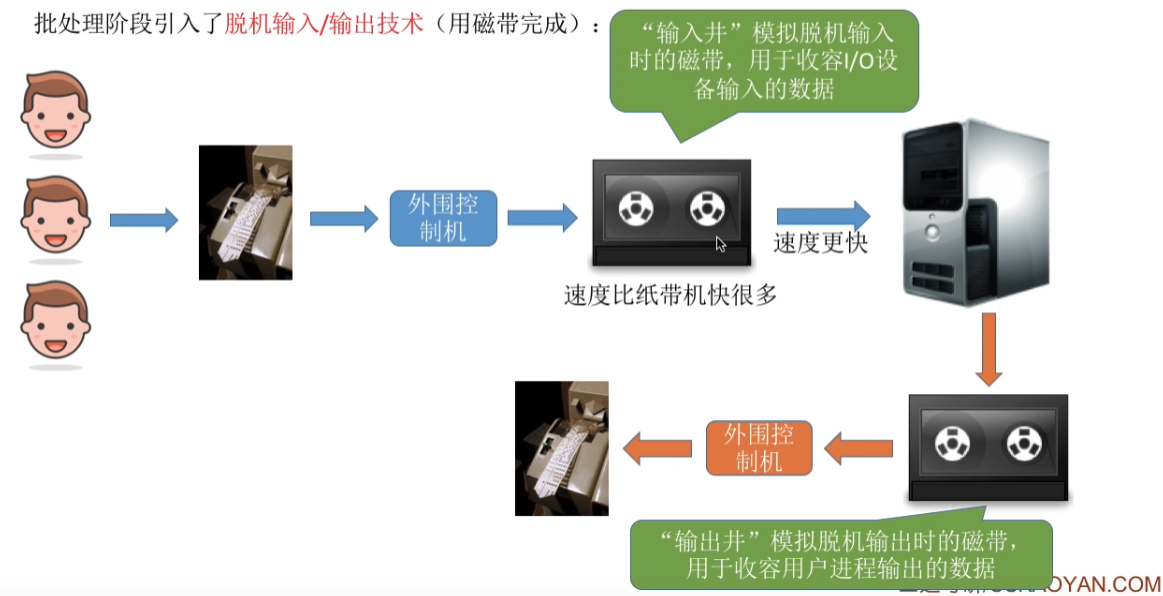 批处理阶段引入了脱机输入/输出技术（用磁带完成）：
“输入井”模拟脱机输入
时的磁带，用于收容I/O设
备输入的数据
外围控
制机
速度更快
速度比纸带机快很多
外围控
制机
“输出井”模拟脱机输出时的磁带，
用于收容用户进程输出的数据